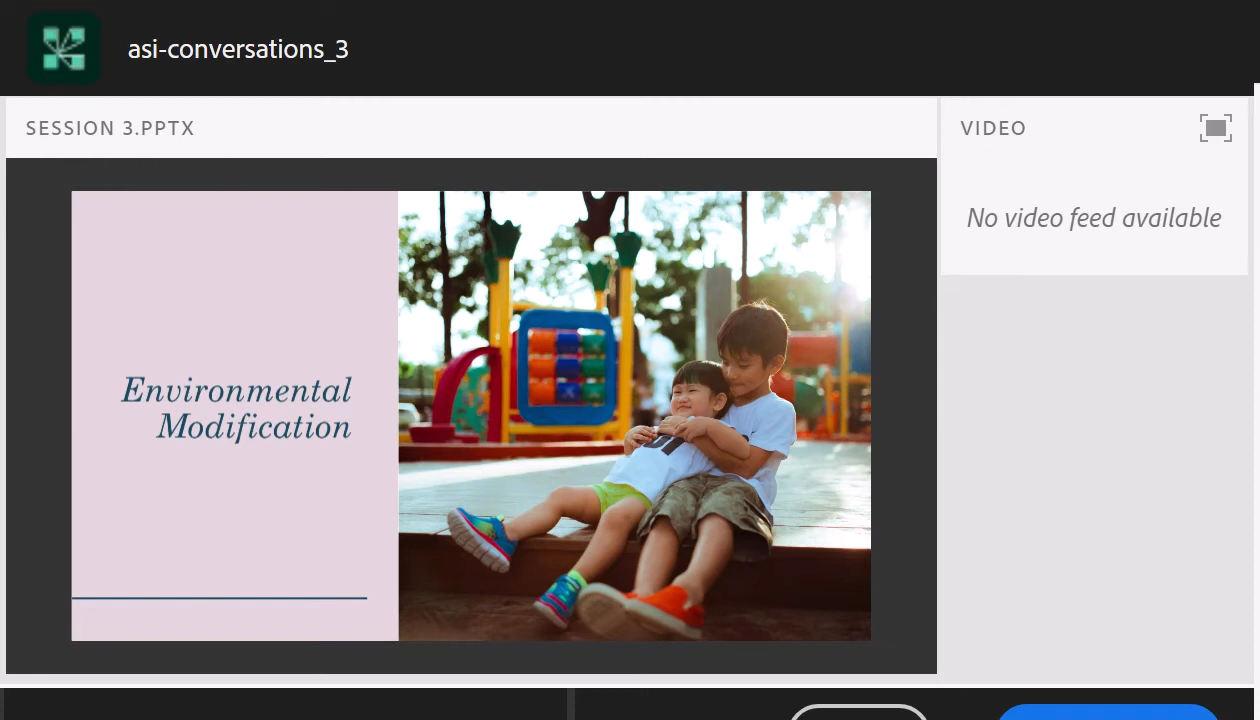 asi-conversations_3
SESSION 3.PPTX
VIDEO
No video feed available
Environmental
Modification